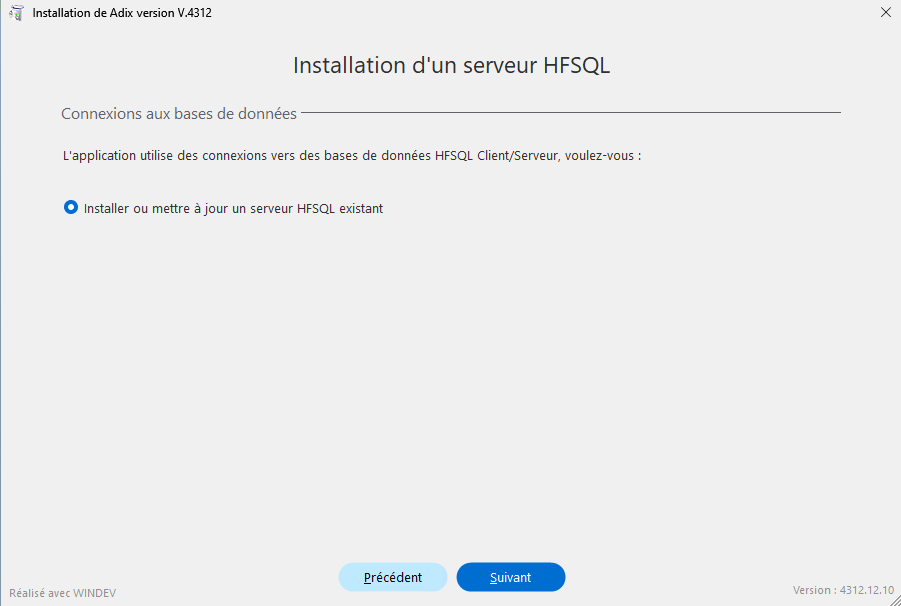 Installation de Adix version V.4312
Installation d'un serveur HFSQL
Connexions aux bases de données
L'application utilise des connexions vers des bases de données HFSQL Client/Serveur, voulez-vous :
Installer ou mettre à jour un serveur HFSQL existant
Précédent
Suivant
Réalisé avec WINDEV
Version : 4312.12.10